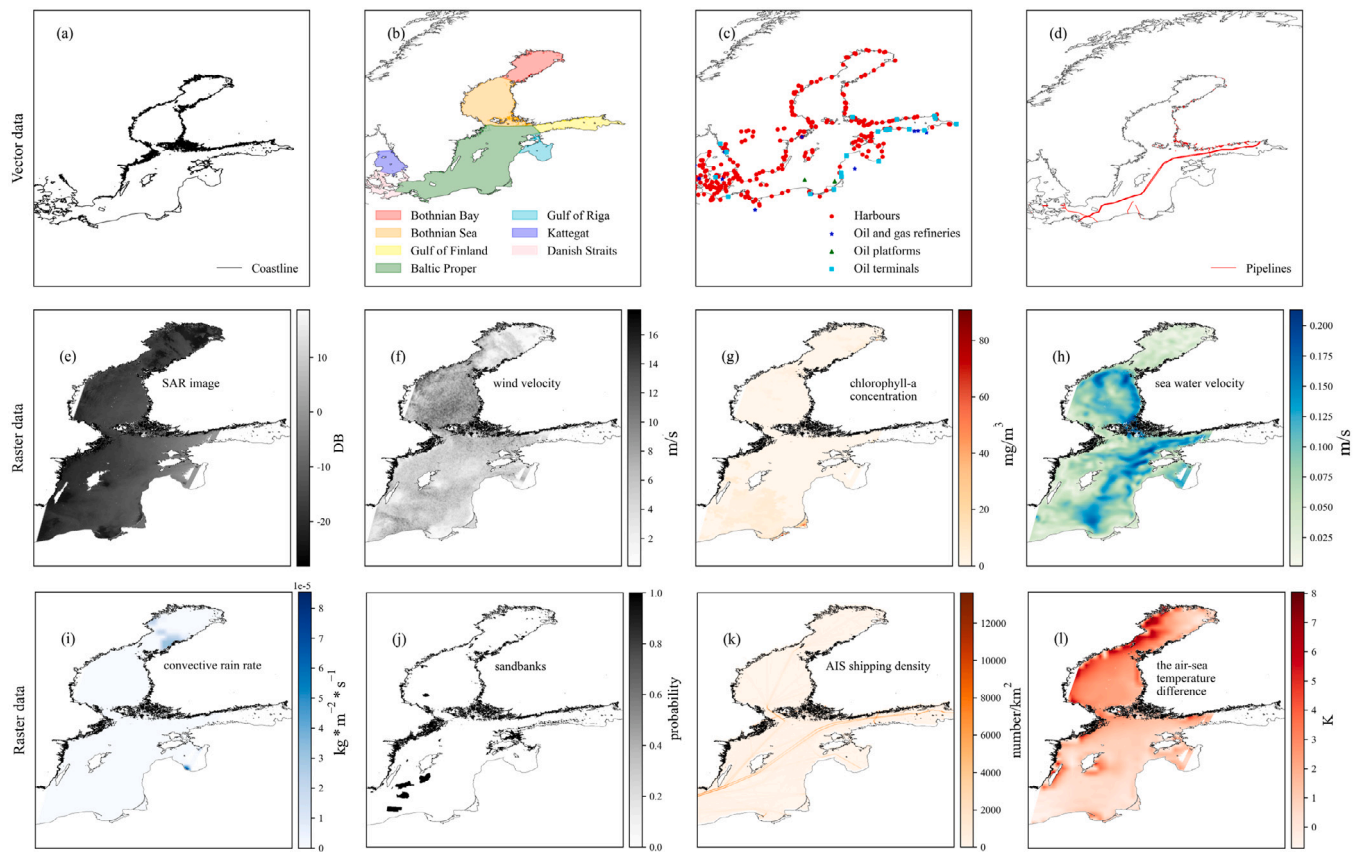 Vector data
(a)
Coastline
(b)
Bothnian Bay
Bothnian Sea
Gulf of Finland
Baltic Proper
Gulf of Riga
Kattegat
Danish Straits
(c)
Harbours
Oil and gas refineries
Oil platforms
Oil terminals
(d)
Pipelines
Raster data
(e)
SAR image
10
0
-10
-20
DB
(f)
wind velocity
16
14
12
10
8
6
4
2
m/s
(g)
chlorophyll-a
concentration
80
60
40
20
0
mg/m³
(h)
sea water velocity
0.200
0.175
0.150
0.125
0.100
0.075
0.050
0.025
m/s
Raster data
(i)
convective rain rate
1e-5
8
7
6
5
4
3
2
1
0
kg*m⁻²*s⁻¹
(j)
sandbanks
1.0
0.8
0.6
0.4
0.2
0.0
probability
(k)
AIS shipping density
12000
10000
8000
6000
4000
2000
0
number/km²
(l)
the air-sea
temperature
difference
8
7
6
5
4
3
2
1
0
K